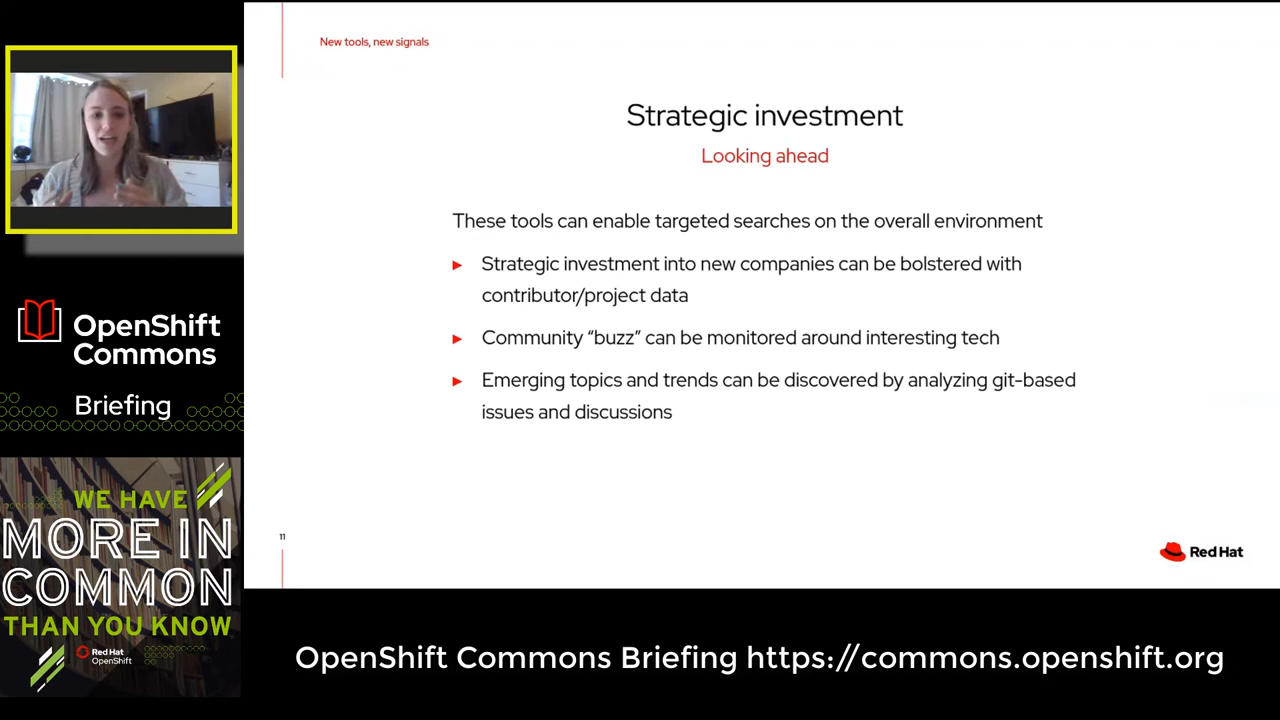 New tools, new signals
Strategic investment
Looking ahead
These tools can enable targeted searches on the overall environment
► Strategic investment into new companies can be bolstered with
contributor/project data
► Community “buzz” can be monitored around interesting tech
► Emerging topics and trends can be discovered by analyzing git-based
issues and discussions
11
Red Hat
OpenShift
Commons
Briefing
WE HAVE
MORE IN
COMMON
THAN YOU KNOW
Red Hat
OpenShift
OpenShift Commons Briefing https://commons.openshift.org